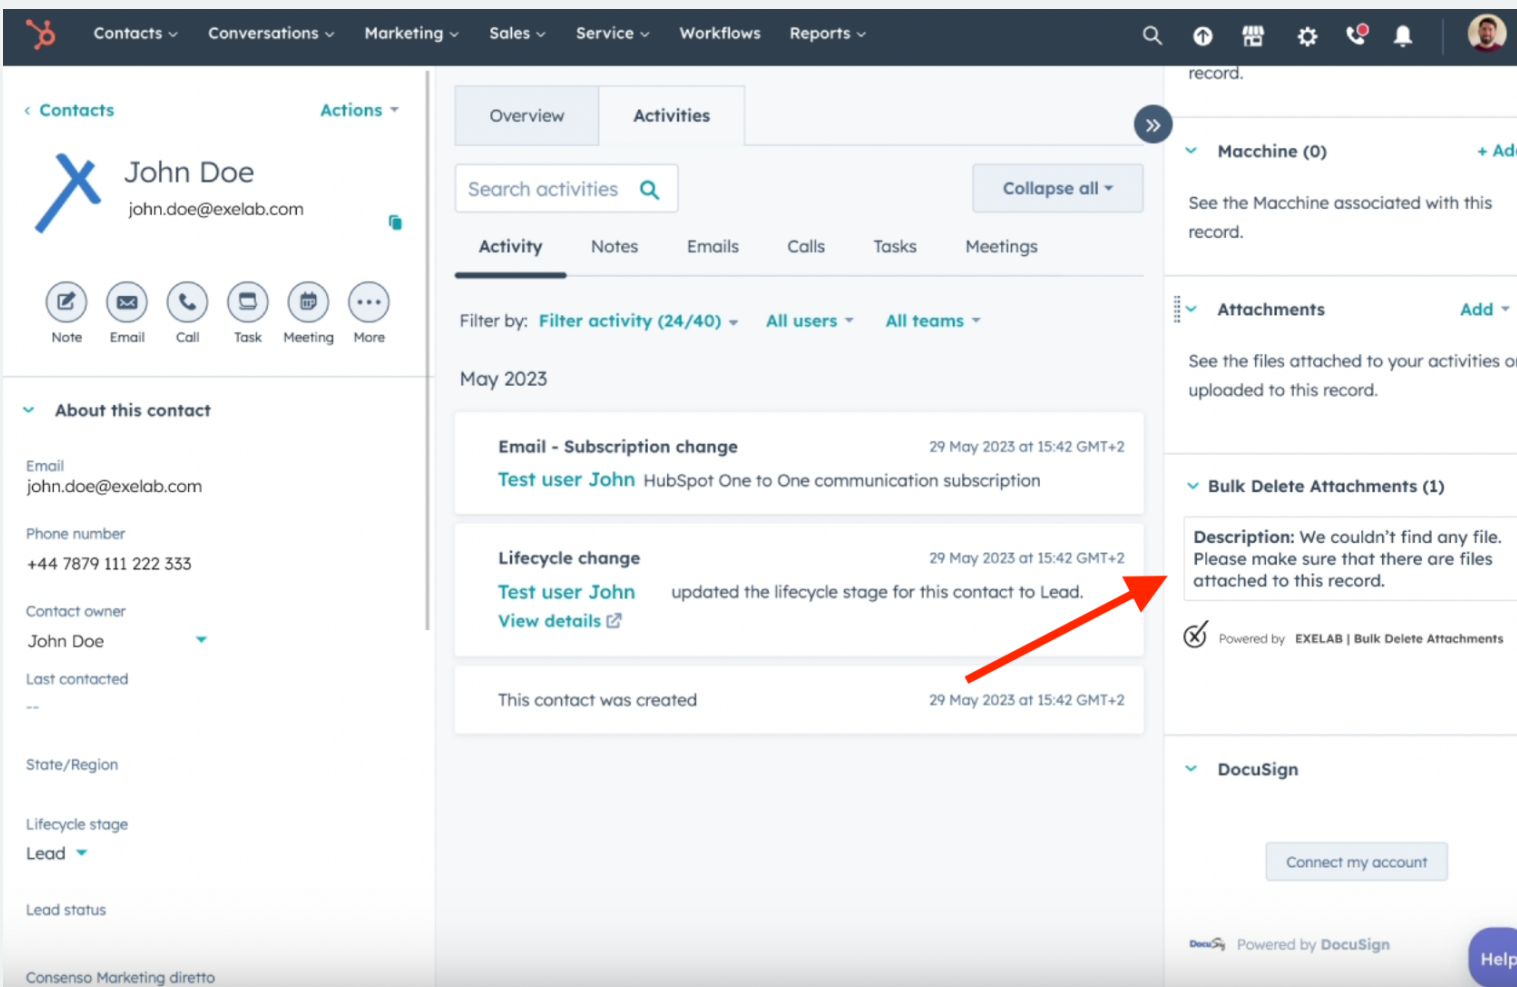 Contacts
Conversations
Marketing
Sales
Service
Workflows
Reports
Contacts
Actions
John Doe
john.doe@exelab.com
Note
Email
Call
Task
Meeting
More
About this contact
Email
john.doe@exelab.com
Phone number
+44 7879 111 222 333
Contact owner
John Doe
Last contacted
--
State/Region
Lifecycle stage
Lead
Lead status
Consenso Marketing diretto
Overview
Activities
Search activities
Collapse all
Activity
Notes
Emails
Calls
Tasks
Meetings
Filter by: Filter activity (24/40)
All users
All teams
May 2023
Email - Subscription change
29 May 2023 at 15:42 GMT+2
Test user John HubSpot One to One communication subscription
Lifecycle change
29 May 2023 at 15:42 GMT+2
Test user John updated the lifecycle stage for this contact to Lead.
View details
This contact was created
29 May 2023 at 15:42 GMT+2
record.
Macchine (0)
+ Add
See the Macchine associated with this
record.
Attachments
Add
See the files attached to your activities or
uploaded to this record.
Bulk Delete Attachments (1)
Description: We couldn't find any file.
Please make sure that there are files
attached to this record.
Powered by EXELAB | Bulk Delete Attachments
DocuSign
Connect my account
DocuSign Powered by DocuSign
Help